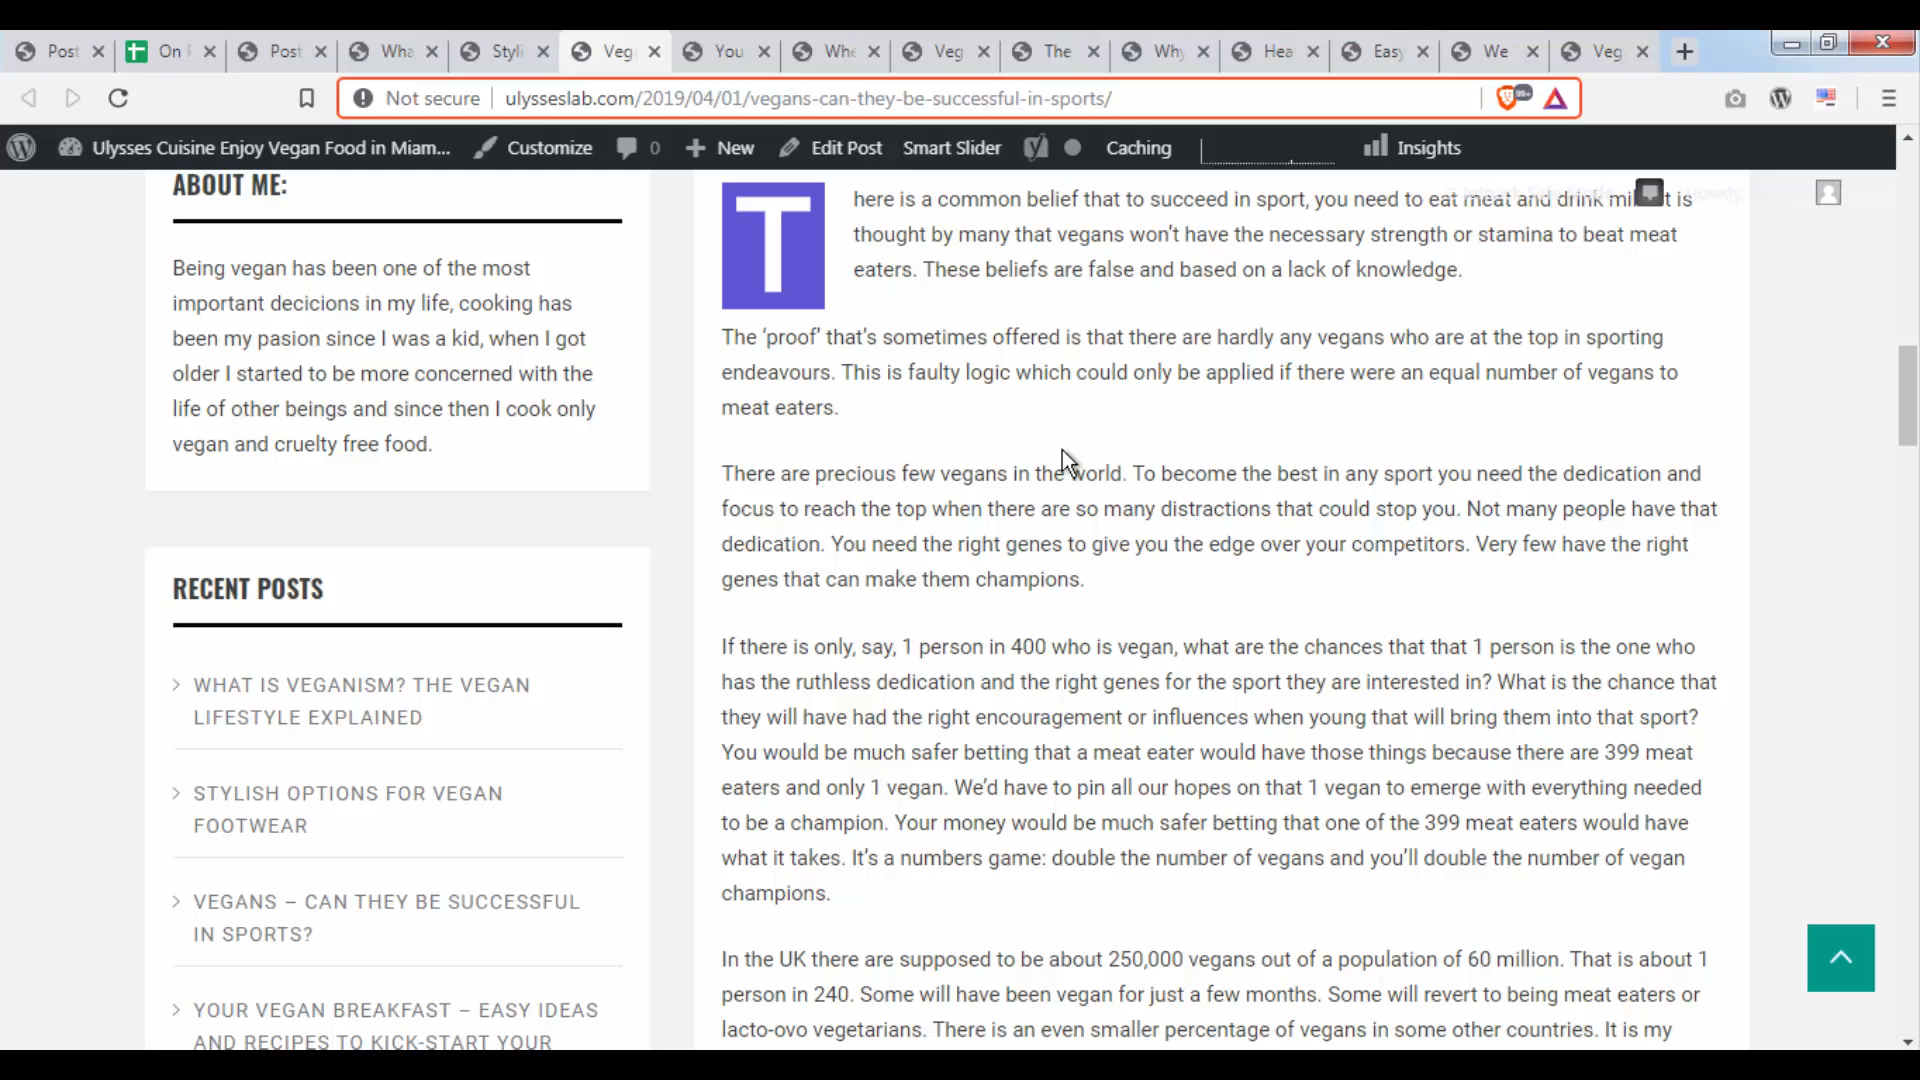 Post
On
Post
Wha
Styli
Veg
You
Whe
Veg
The
Why
Hea
Easy
We
Veg
Not secure
ulysseslab.com/2019/04/01/vegans-can-they-be-successful-in-sports/
99+
Ulysses Cuisine Enjoy Vegan Food in Miam...
Customize
0
New
Edit Post
Smart Slider
Caching
Insights
ABOUT ME:
Being vegan has been one of the most
important decicions in my life, cooking has
been my pasion since I was a kid, when I got
older I started to be more concerned with the
life of other beings and since then I cook only
vegan and cruelty free food.
RECENT POSTS
WHAT IS VEGANISM? THE VEGAN
LIFESTYLE EXPLAINED
STYLISH OPTIONS FOR VEGAN
FOOTWEAR
VEGANS – CAN THEY BE SUCCESSFUL
IN SPORTS?
YOUR VEGAN BREAKFAST – EASY IDEAS
AND RECIPES TO KICK-START YOUR
There is a common belief that to succeed in sport, you need to eat meat and drink is
thought by many that vegans won't have the necessary strength or stamina to beat meat
eaters. These beliefs are false and based on a lack of knowledge.
The ‘proof’ that's sometimes offered is that there are hardly any vegans who are at the top in sporting
endeavours. This is faulty logic which could only be applied if there were an equal number of vegans to
meat eaters.
There are precious few vegans in the world. To become the best in any sport you need the dedication and
focus to reach the top when there are so many distractions that could stop you. Not many people have that
dedication. You need the right genes to give you the edge over your competitors. Very few have the right
genes that can make them champions.
If there is only, say, 1 person in 400 who is vegan, what are the chances that that 1 person is the one who
has the ruthless dedication and the right genes for the sport they are interested in? What is the chance that
they will have had the right encouragement or influences when young that will bring them into that sport?
You would be much safer betting that a meat eater would have those things because there are 399 meat
eaters and only 1 vegan. We'd have to pin all our hopes on that 1 vegan to emerge with everything needed
to be a champion. Your money would be much safer betting that one of the 399 meat eaters would have
what it takes. It's a numbers game: double the number of vegans and you'll double the number of vegan
champions.
In the UK there are supposed to be about 250,000 vegans out of a population of 60 million. That is about 1
person in 240. Some will have been vegan for just a few months. Some will revert to being meat eaters or
lacto-ovo vegetarians. There is an even smaller percentage of vegans in some other countries. It is my